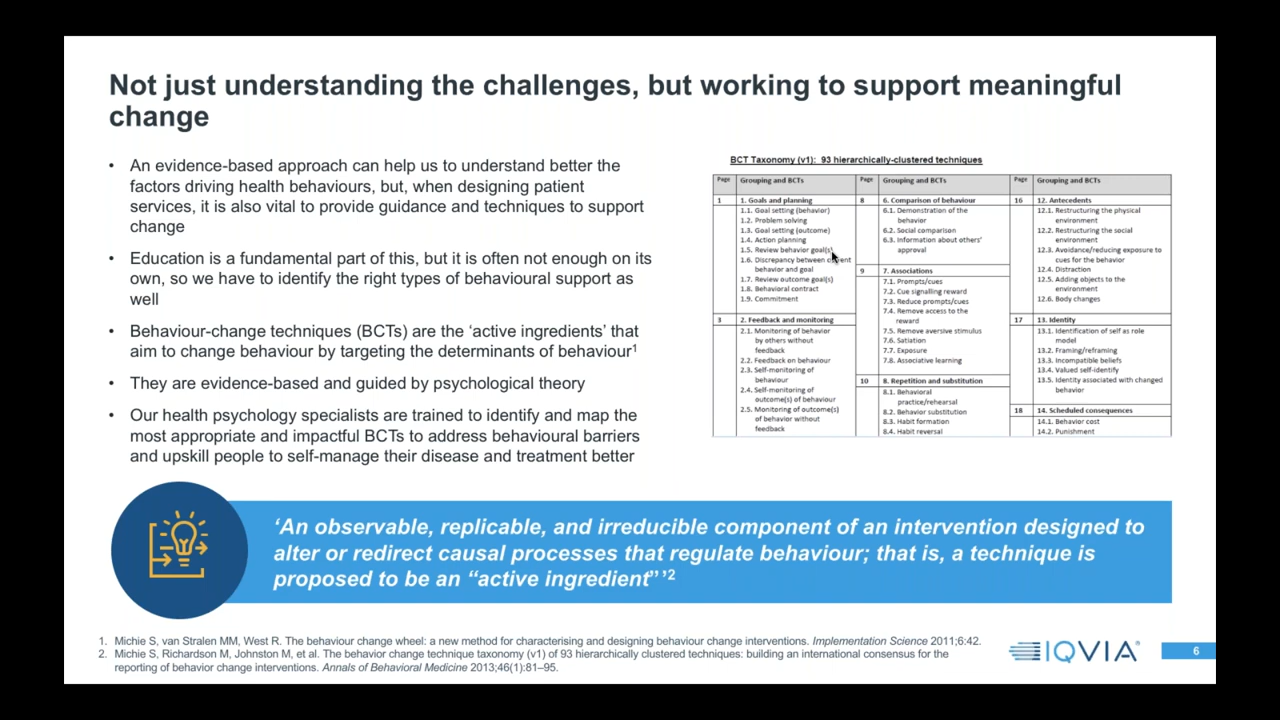 Not just understanding the challenges, but working to support meaningful
change
• An evidence-based approach can help us to understand better the
factors driving health behaviours, but, when designing patient
services, it is also vital to provide guidance and techniques to support
change
• Education is a fundamental part of this, but it is often not enough on its
own, so we have to identify the right types of behavioural support as
well
• Behaviour-change techniques (BCTs) are the ‘active ingredients’ that
aim to change behaviour by targeting the determinants of behaviour¹
• They are evidence-based and guided by psychological theory
• Our health psychology specialists are trained to identify and map the
most appropriate and impactful BCTs to address behavioural barriers
and upskill people to self-manage their disease and treatment better
BCT Taxonomy (v1): 93 hierarchically-clustered techniques
Page Grouping and BCTs
1 1. Goals and planning
1.1. Goal setting (behavior)
1.2. Problem solving
1.3. Goal setting (outcome)
1.4. Action planning
1.5. Review behavior goal(s)
1.6. Discrepancy between current
behavior and goal
1.7. Review outcome goal(s)
1.8. Behavioral contract
1.9. Commitment
3 2. Feedback and monitoring
2.1. Monitoring of behavior
by others without
feedback
2.2. Feedback on behaviour
2.3. Self-monitoring of
behaviour
2.4. Self-monitoring of
outcome(s) of behaviour
2.5. Monitoring of outcome(s)
of behavior without
feedback
Page Grouping and BCTs
8 6. Comparison of behaviour
6.1. Demonstration of the
behavior
6.2. Social comparison
6.3. Information about others’
approval
9 7. Associations
7.1. Prompts/cues
7.2. Cue signalling reward
7.3. Reduce prompts/cues
7.4. Remove access to the
reward
7.5. Remove aversive stimulus
7.6. Satiation
7.7. Exposure
7.8. Associative learning
10 8. Repetition and substitution
8.1. Behavioral
practice/rehearsal
8.2. Behavior substitution
8.3. Habit formation
8.4. Habit reversal
Page Grouping and BCTs
16 12. Antecedents
12.1. Restructuring the physical
environment
12.2. Restructuring the social
environment
12.3. Avoidance/reducing exposure to
cues for the behavior
12.4. Distraction
12.5. Adding objects to the
environment
12.6. Body changes
17 13. Identity
13.1. Identification of self as role
model
13.2. Framing/reframing
13.3. Incompatible beliefs
13.4. Valued self-identify
13.5. Identity associated with changed
behavior
18 14. Scheduled consequences
14.1. Behavior cost
14.2. Punishment
‘An observable, replicable, and irreducible component of an intervention designed to
alter or redirect causal processes that regulate behaviour; that is, a technique is
proposed to be an “active ingredient” ’²
1. Michie S, van Stralen MM, West R. The behaviour change wheel: a new method for characterising and designing behaviour change interventions. Implementation Science 2011;6:42.
2. Michie S, Richardson M, Johnston M, et al. The behavior change technique taxonomy (v1) of 93 hierarchically clustered techniques: building an international consensus for the
reporting of behavior change interventions. Annals of Behavioral Medicine 2013;46(1):81–95.
IQVIA
6